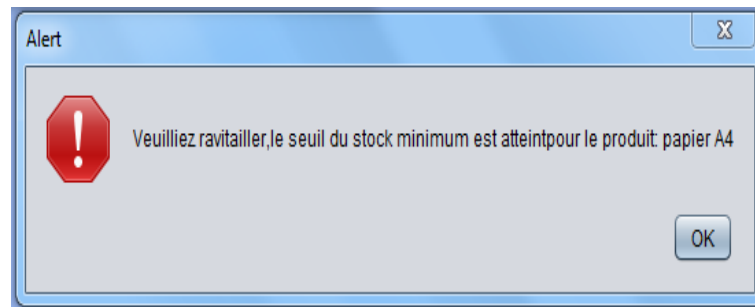 Alert
Veuilliez ravitailler,le seuil du stock minimum est atteintpour le produit: papier A4
OK